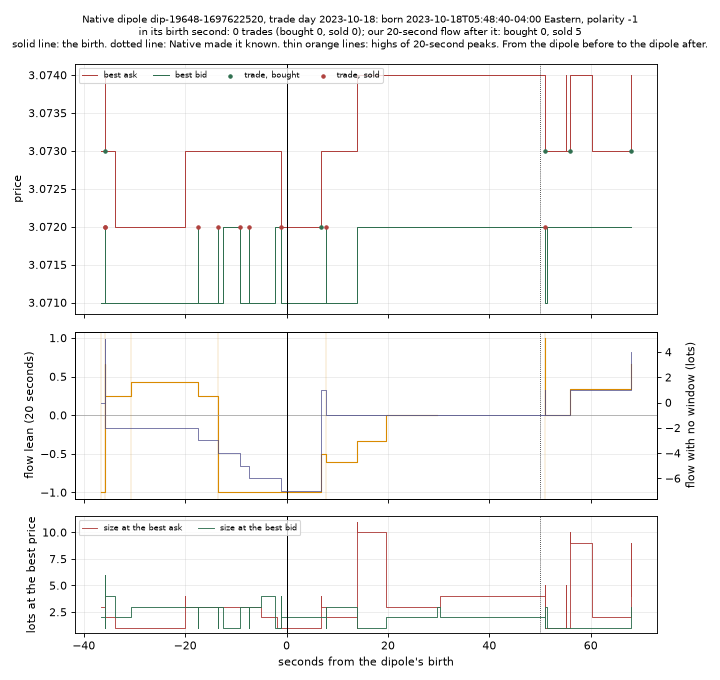 Native dipole dip-19648-1697622520, trade day 2023-10-18: born 2023-10-18T05:48:40-04:00 Eastern, polarity -1
in its birth second: 0 trades (bought 0, sold 0); our 20-second flow after it: bought 0, sold 5
solid line: the birth. dotted line: Native made it known. thin orange lines: highs of 20-second peaks. From the dipole before to the dipole after.
best ask
best bid
trade, bought
trade, sold
3.0740
3.0735
3.0730
3.0725
3.0720
3.0715
3.0710
price
1.0
0.5
0.0
−0.5
−1.0
flow lean (20 seconds)
4
2
0
−2
−4
−6
flow with no window (lots)
size at the best ask
size at the best bid
10.0
7.5
5.0
2.5
lots at the best price
−40
−20
0
20
40
60
seconds from the dipole's birth